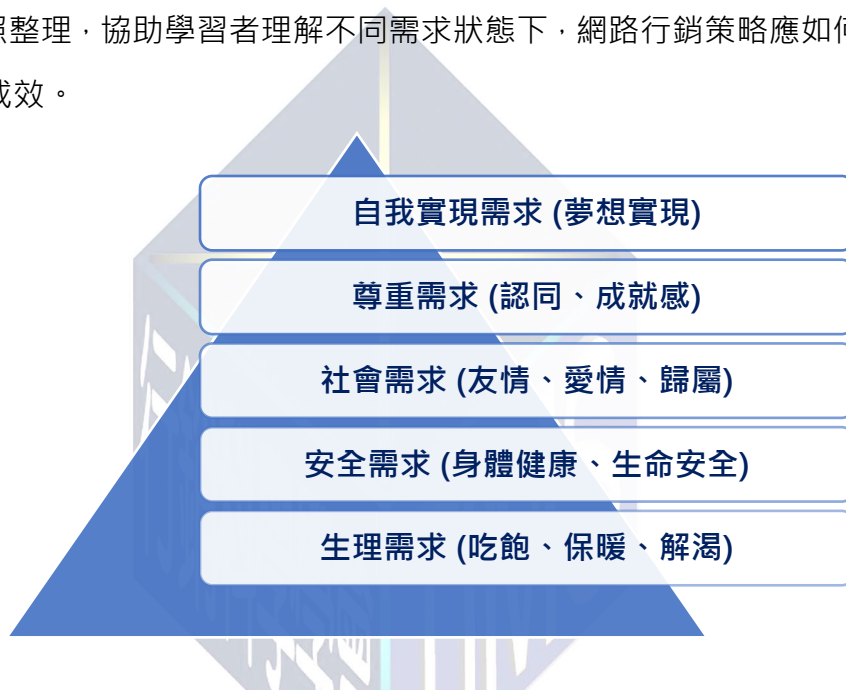 照整理，協助學習者理解不同需求狀態下，網路行銷策略應如何
成效。
自我實現需求 (夢想實現)
尊重需求 (認同、成就感)
社會需求 (友情、愛情、歸屬)
安全需求 (身體健康、生命安全)
生理需求 (吃飽、保暖、解渴)